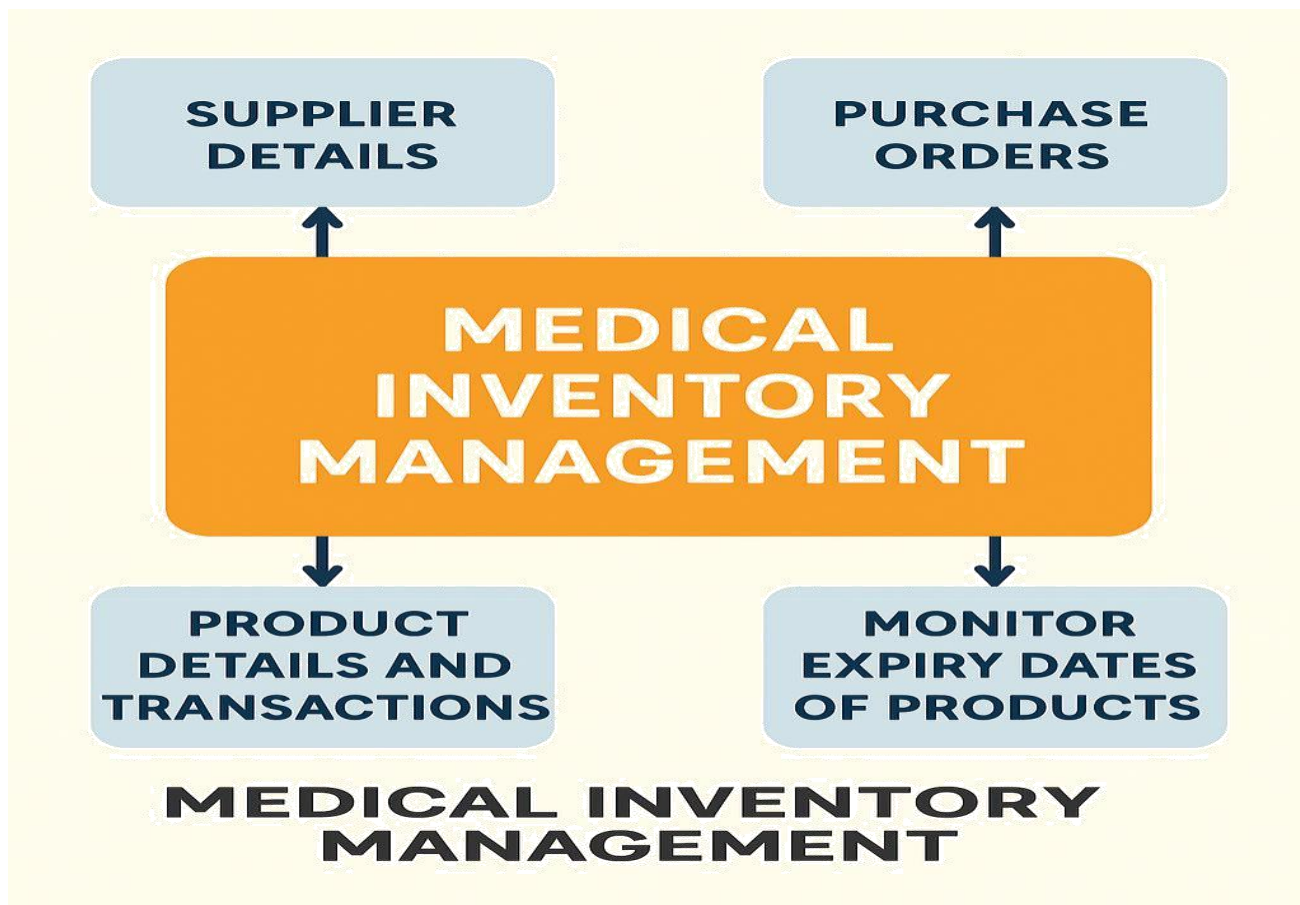 SUPPLIER
DETAILS
PURCHASE
ORDERS
MEDICAL
INVENTORY
MANAGEMENT
PRODUCT
DETAILS AND
TRANSACTIONS
MONITOR
EXPIRY DATES
OF PRODUCTS
MEDICAL INVENTORY
MANAGEMENT